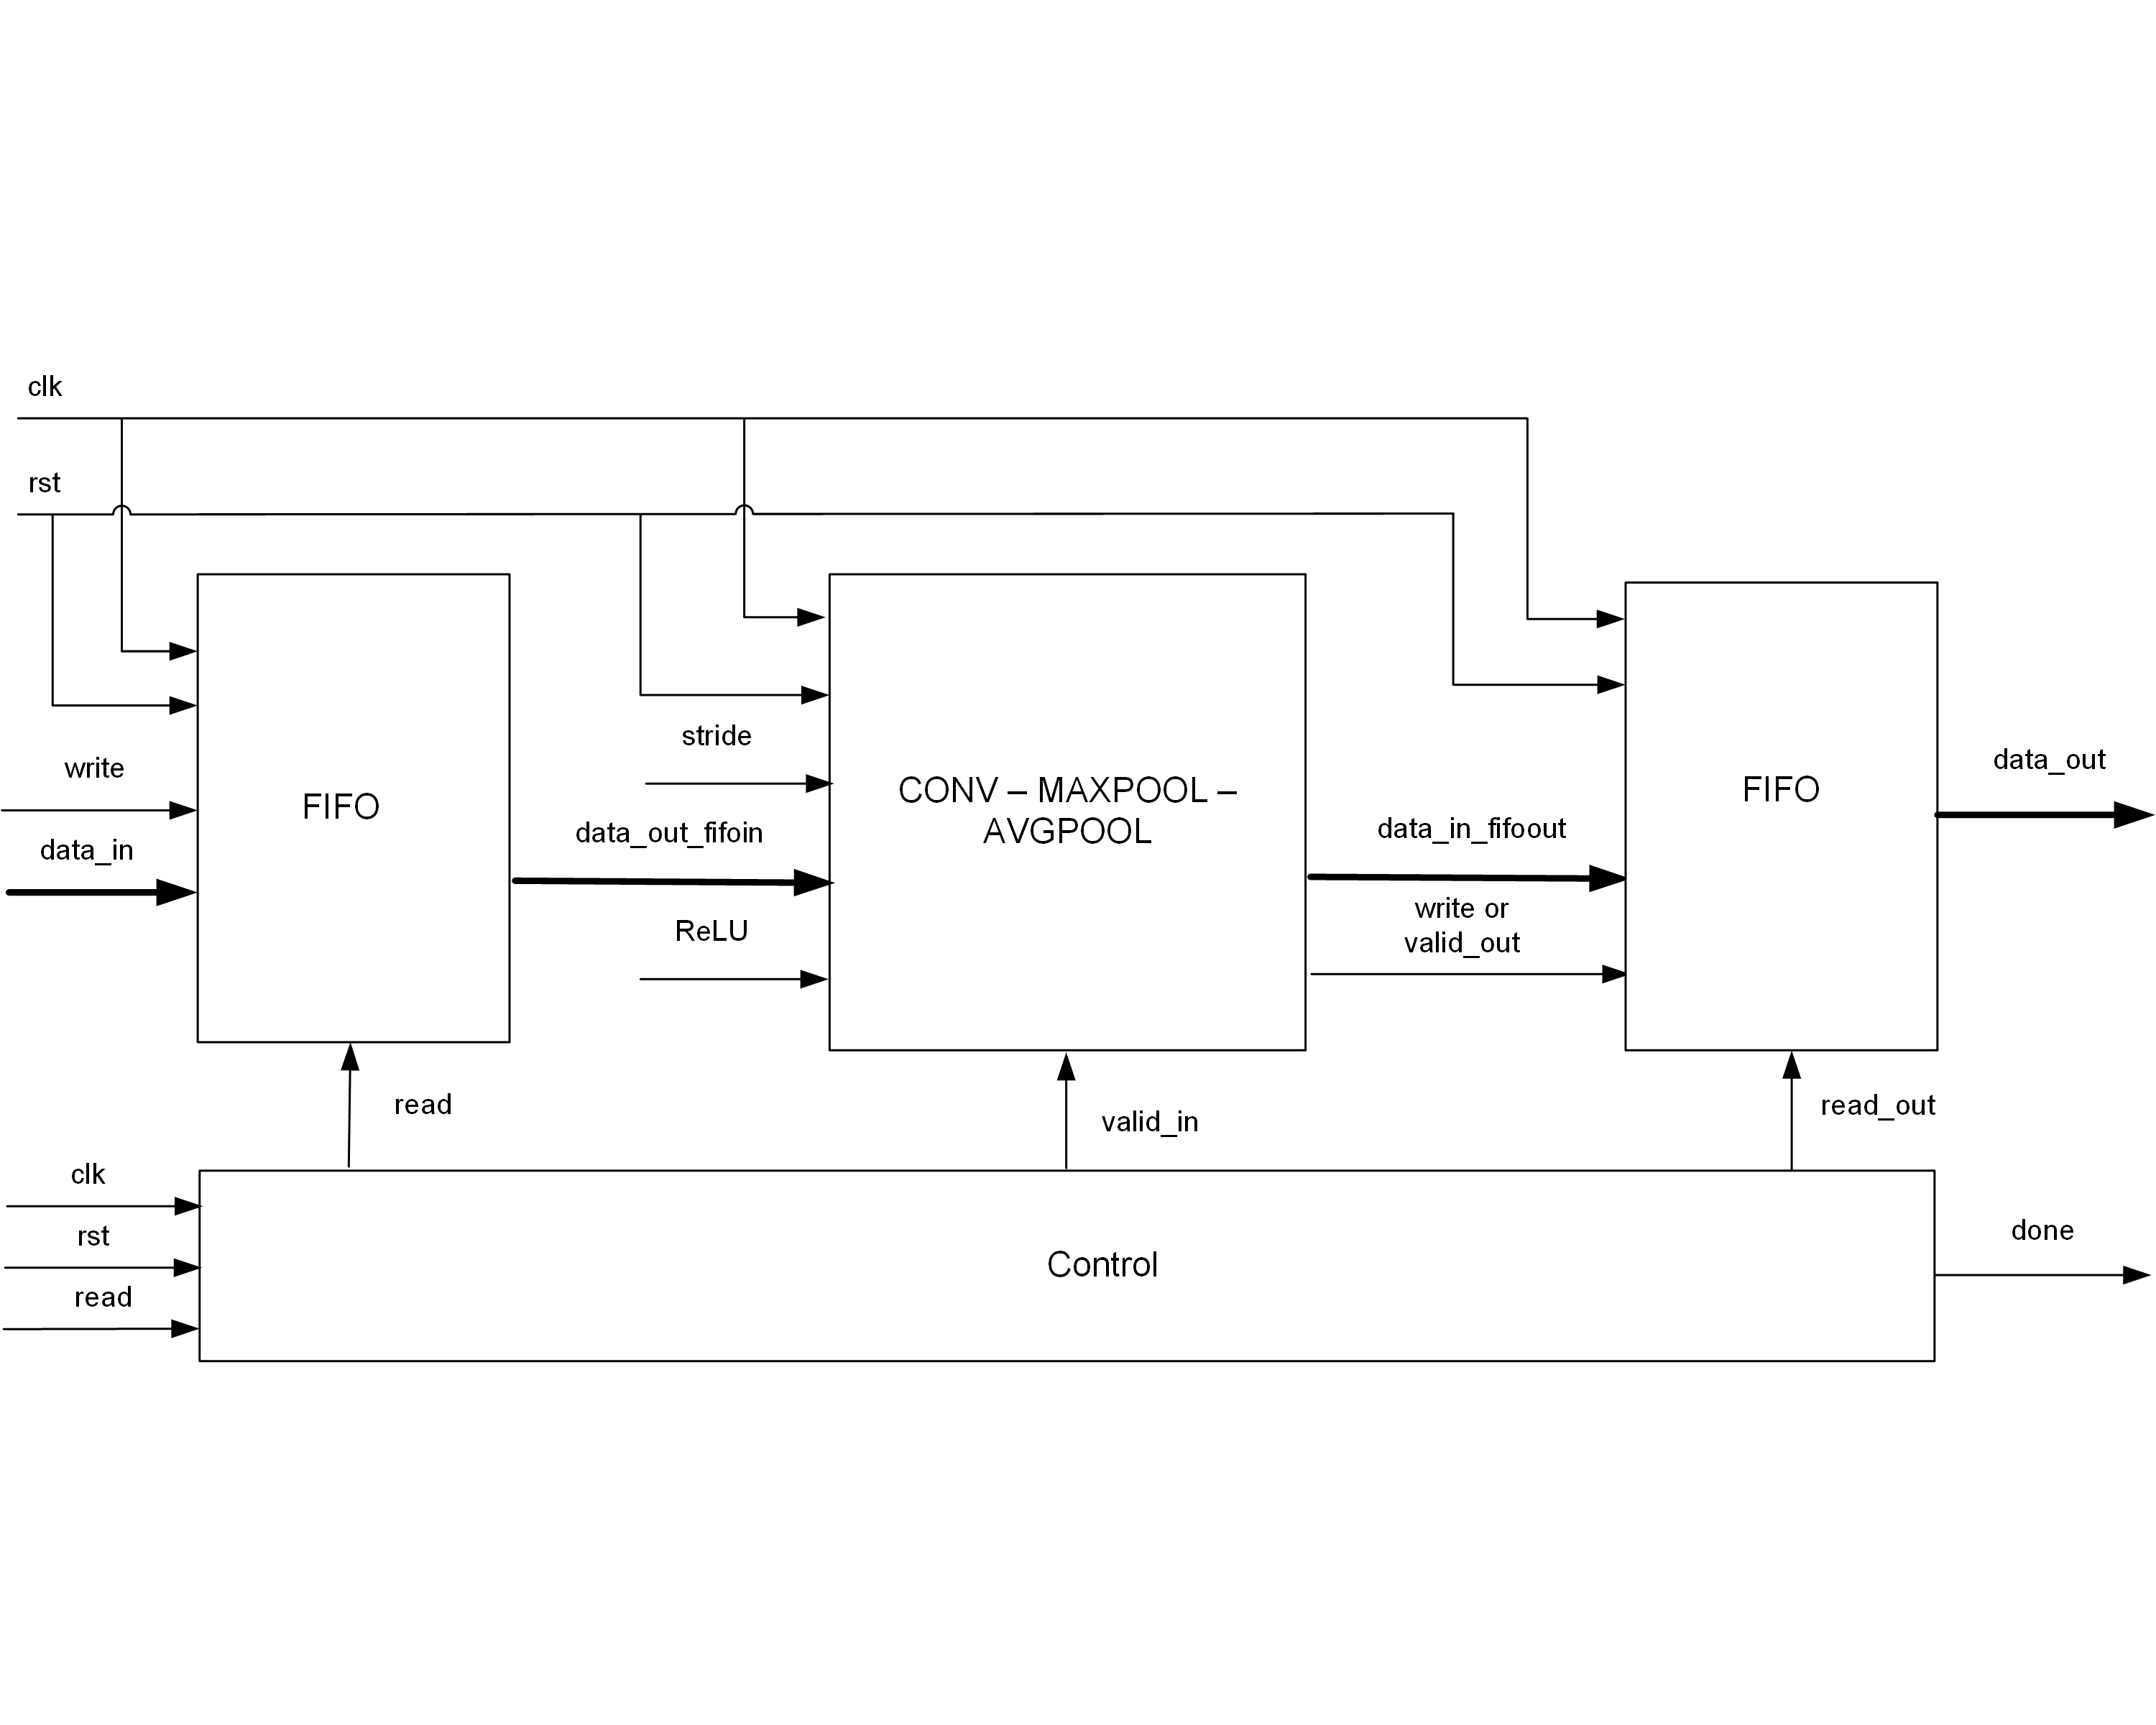 clk
rst
write
data_in
FIFO
stride
data_out_fifoin
ReLU
CONV – MAXPOOL –
AVGPOOL
data_in_fifoout
write or
valid_out
FIFO
data_out
read
valid_in
read_out
clk
rst
read
Control
done